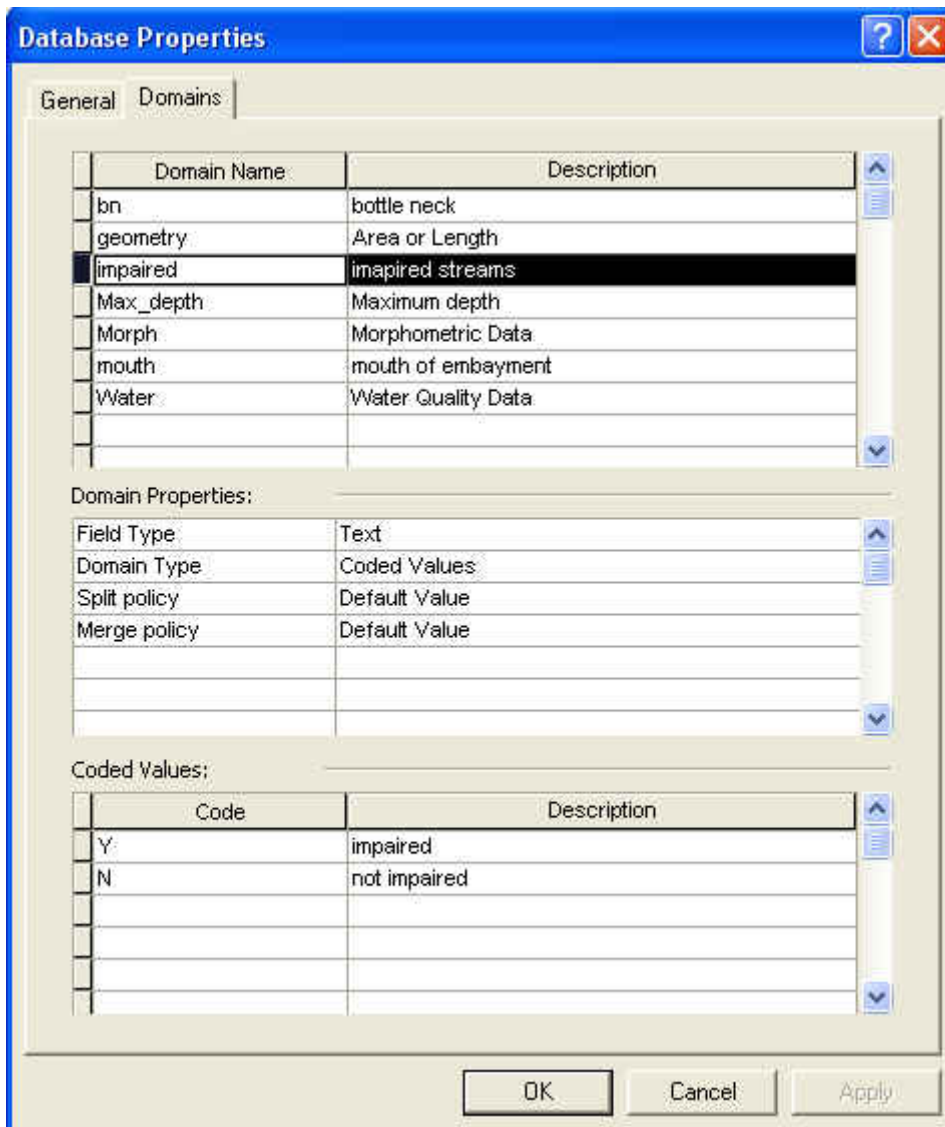 Database Properties
General Domains
Domain Name Description
bn bottle neck
geometry Area or Length
impaired imapired streams
Max_depth Maximum depth
Morph Morphometric Data
mouth mouth of embayment
Water Water Quality Data
Domain Properties:
Field Type Text
Domain Type Coded Values
Split policy Default Value
Merge policy Default Value
Coded Values:
Code Description
Y impaired
N not impaired
OK Cancel Apply